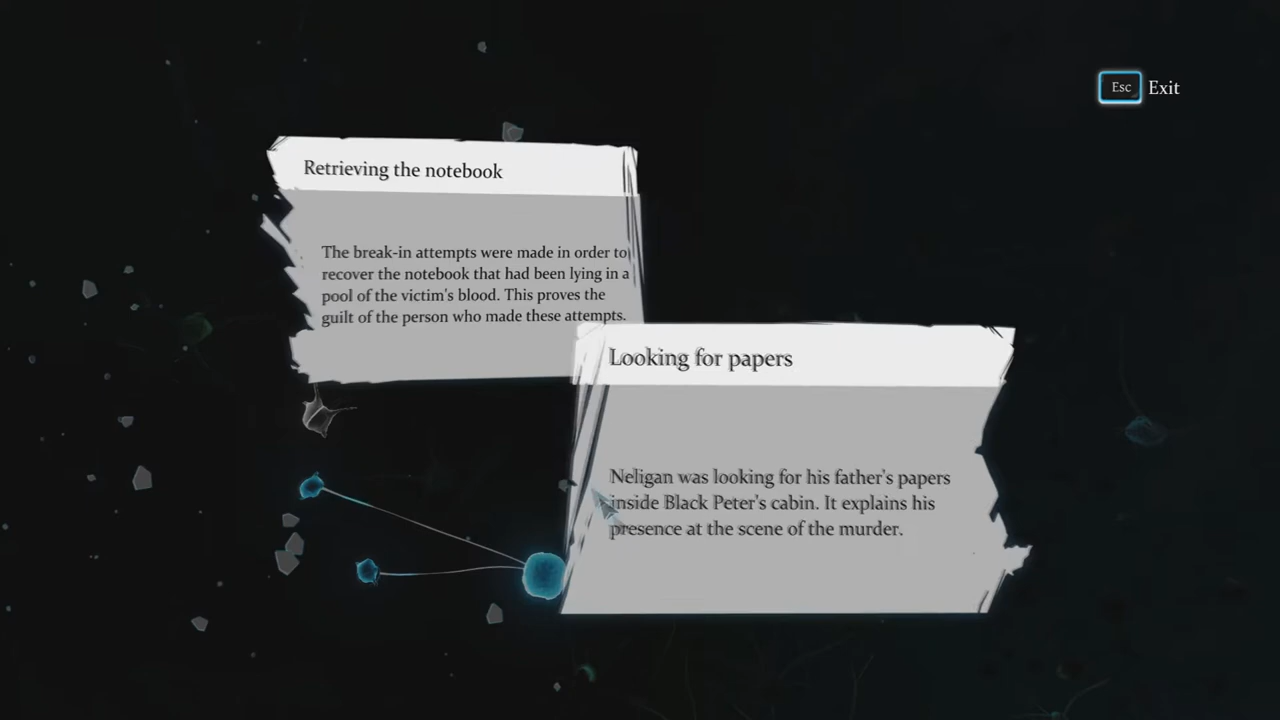 Esc Exit
Retrieving the notebook
The break-in attempts were made in order to
recover the notebook that had been lying in a
pool of the victim's blood. This proves the
guilt of the person who made these attempts.
Looking for papers
Neligan was looking for his father's papers
inside Black Peter's cabin. It explains his
presence at the scene of the murder.